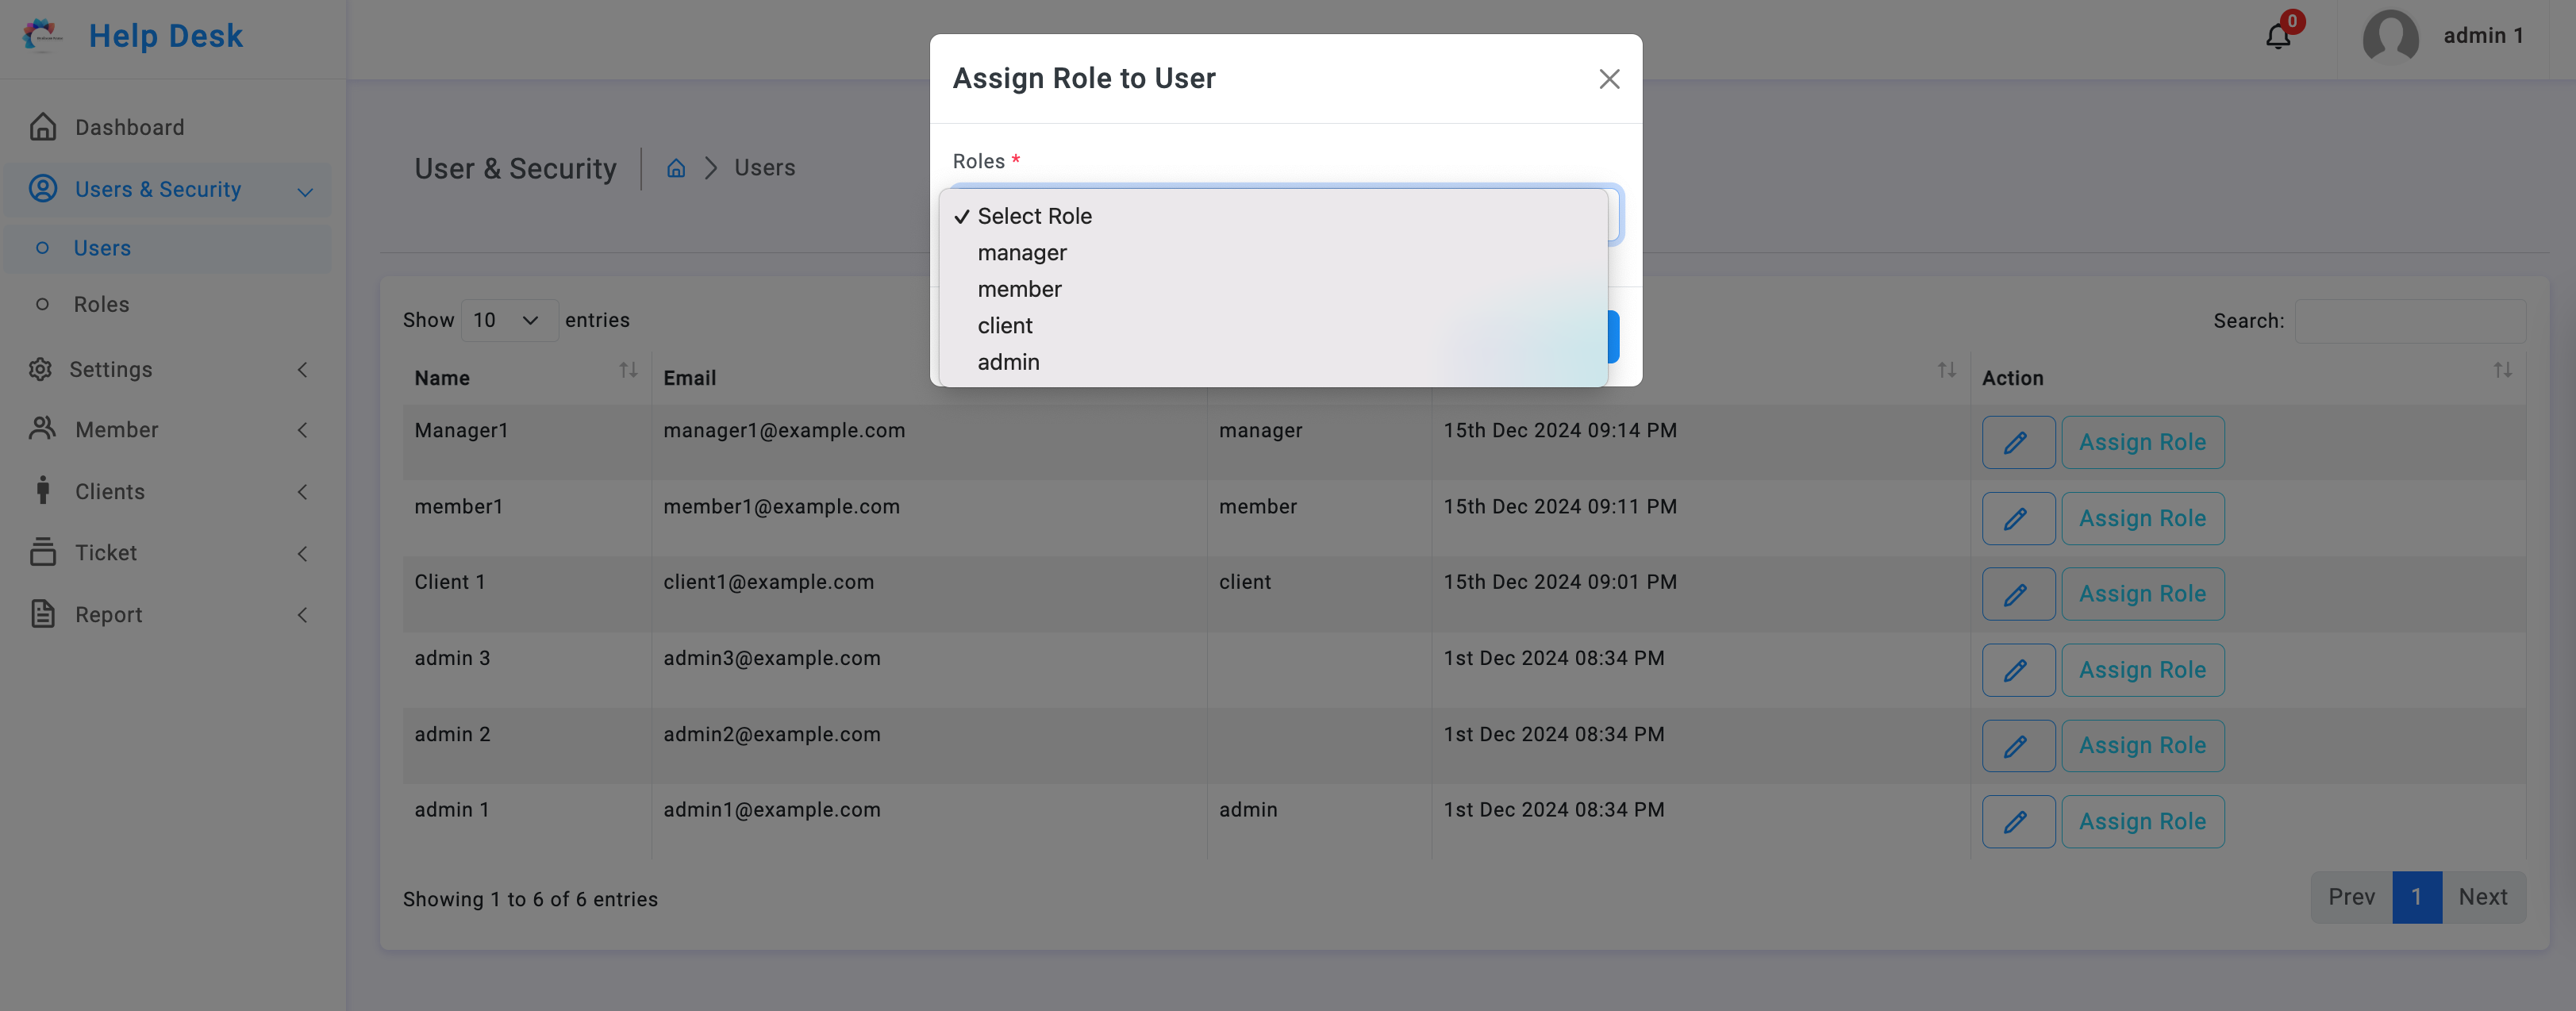 Help Desk
0
admin 1
Dashboard
Users & Security
Users
Roles
Settings
Member
Clients
Ticket
Report
User & Security
Users
Assign Role to User
Roles *
Select Role
manager
member
client
admin
Show 10 entries
Search:
Name Email Action
Manager1 manager1@example.com manager 15th Dec 2024 09:14 PM Assign Role
member1 member1@example.com member 15th Dec 2024 09:11 PM Assign Role
Client 1 client1@example.com client 15th Dec 2024 09:01 PM Assign Role
admin 3 admin3@example.com 1st Dec 2024 08:34 PM Assign Role
admin 2 admin2@example.com 1st Dec 2024 08:34 PM Assign Role
admin 1 admin1@example.com admin 1st Dec 2024 08:34 PM Assign Role
Showing 1 to 6 of 6 entries
Prev 1 Next